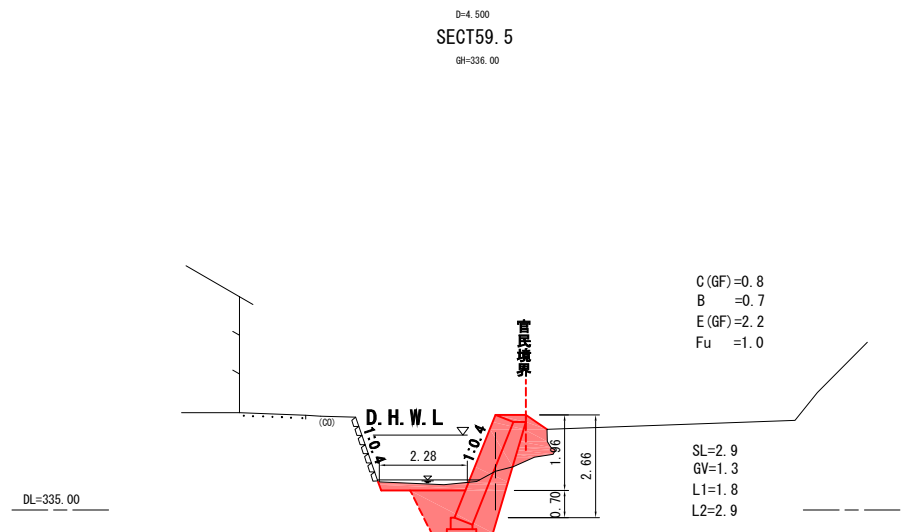 D=4.500
SECT59.5
GH=336.00
C(GF)=0.8
B =0.7
E(GF)=2.2
Fu =1.0
官民境界
(CO)
D.H.W.L
1:0.4
1:0.4
2.28
1.96
2.66
0.70
SL=2.9
GV=1.3
L1=1.8
L2=2.9
DL=335.00